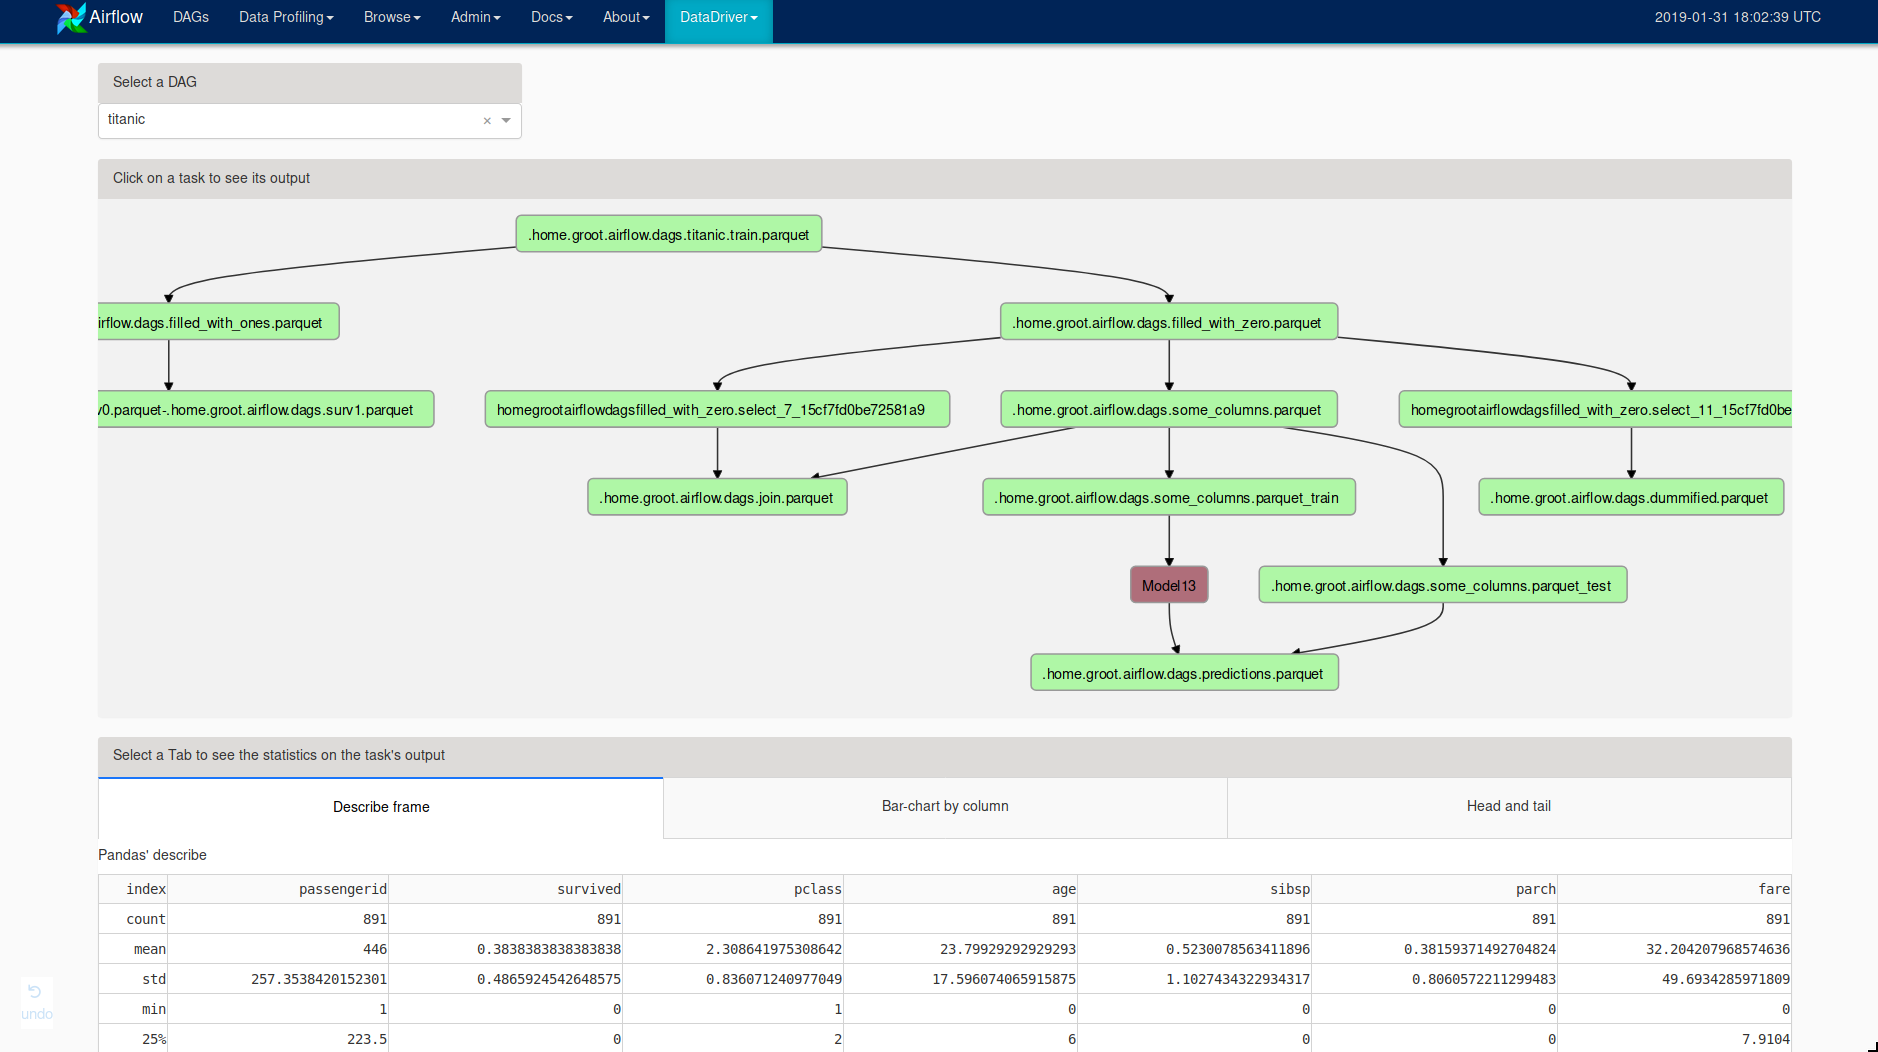 Airflow DAGs Data Profiling Browse Admin Docs About DataDriver 2019-01-31 18:02:39 UTC
Select a DAG
titanic ×
Click on a task to see its output
.home.groot.airflow.dags.titanic.train.parquet
irflow.dags.filled_with_ones.parquet .home.groot.airflow.dags.filled_with_zero.parquet
v0.parquet-.home.groot.airflow.dags.surv1.parquet homegrootairflowdagsfilled_with_zero.select_7_15cf7fd0be72581a9 .home.groot.airflow.dags.some_columns.parquet homegrootairflowdagsfilled_with_zero.select_11_15cf7fd0be
.home.groot.airflow.dags.join.parquet .home.groot.airflow.dags.some_columns.parquet_train .home.groot.airflow.dags.dummified.parquet
Model13 .home.groot.airflow.dags.some_columns.parquet_test
.home.groot.airflow.dags.predictions.parquet
Select a Tab to see the statistics on the task's output
Describe frame Bar-chart by column Head and tail
Pandas' describe
index passengerid survived pclass age sibsp parch fare
count 891 891 891 891 891 891 891
mean 446 0.3838383838383838 2.308641975308642 23.79929292929293 0.5230078563411896 0.38159371492704824 32.204207968574636
std 257.3538420152301 0.4865924542648575 0.836071240977049 17.596074065915875 1.1027434322934317 0.8060572211299483 49.6934285971809
min 1 0 1 0 0 0 0
25% 223.5 0 2 6 0 0 7.9104
undo